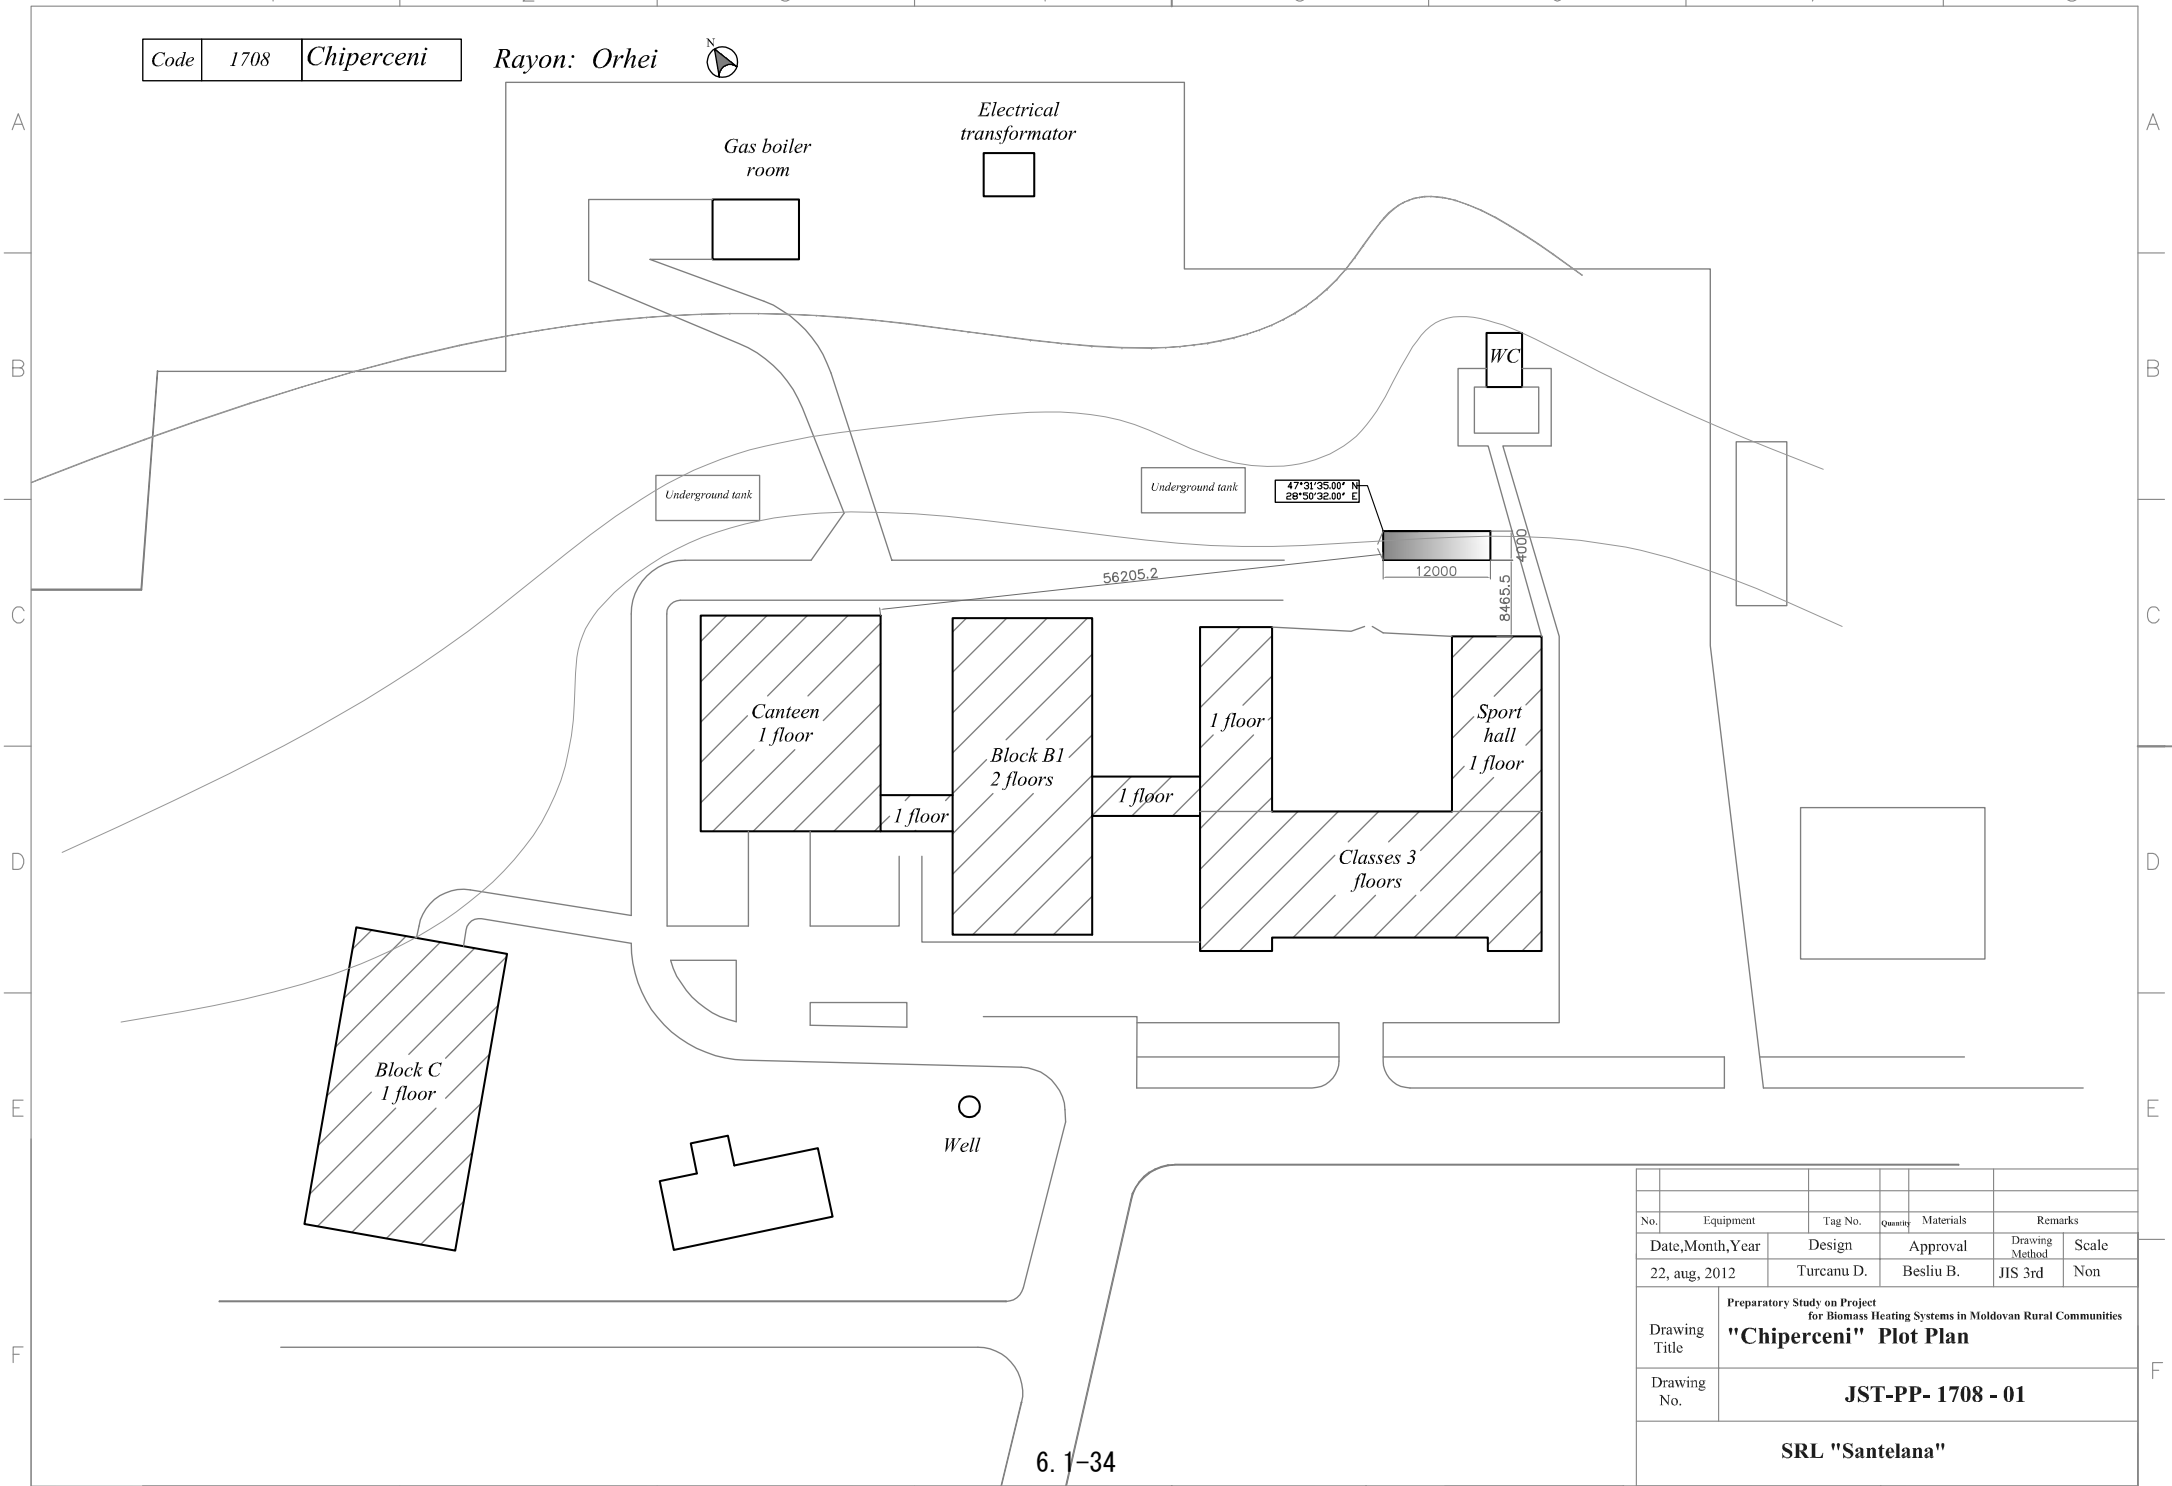 Code 1708 Chiperceni Rayon: Orhei N
Electrical
transformator
Gas boiler
room
A
A
WC
B
B
Underground tank
Underground tank
47°31'35.00" N
28°50'32.00" E
4000
56205.2
12000
8465.5
C
C
Canteen
1 floor
Block B1
2 floors
1 floor
Sport
hall
1 floor
1 floor
1 floor
Classes 3
floors
D
D
Block C
1 floor
Well
E
E
No. Equipment Tag No. Quantity Materials Remarks
Date,Month,Year Design Approval Drawing Method Scale
22, aug, 2012 Turcanu D. Besliu B. JIS 3rd Non
Preparatory Study on Project
for Biomass Heating Systems in Moldovan Rural Communities
Drawing
Title
"Chiperceni" Plot Plan
F
F
Drawing
No.
JST-PP- 1708 - 01
SRL "Santelana"
6.1-34